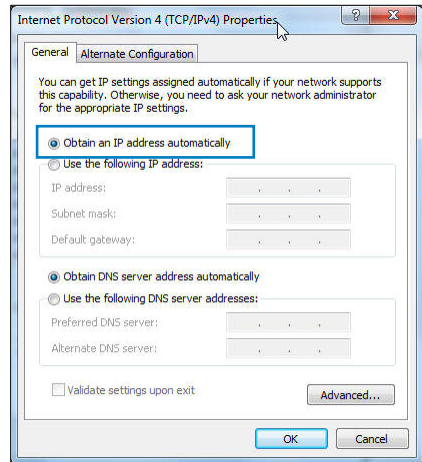 Internet Protocol Version 4 (TCP/IPv4) Properties
General
Alternate Configuration
You can get IP settings assigned automatically if your network supports
this capability. Otherwise, you need to ask your network administrator
for the appropriate IP settings.
Obtain an IP address automatically
Use the following IP address:
IP address:
Subnet mask:
Default gateway:
Obtain DNS server address automatically
Use the following DNS server addresses:
Preferred DNS server:
Alternate DNS server:
Validate settings upon exit
Advanced...
OK
Cancel